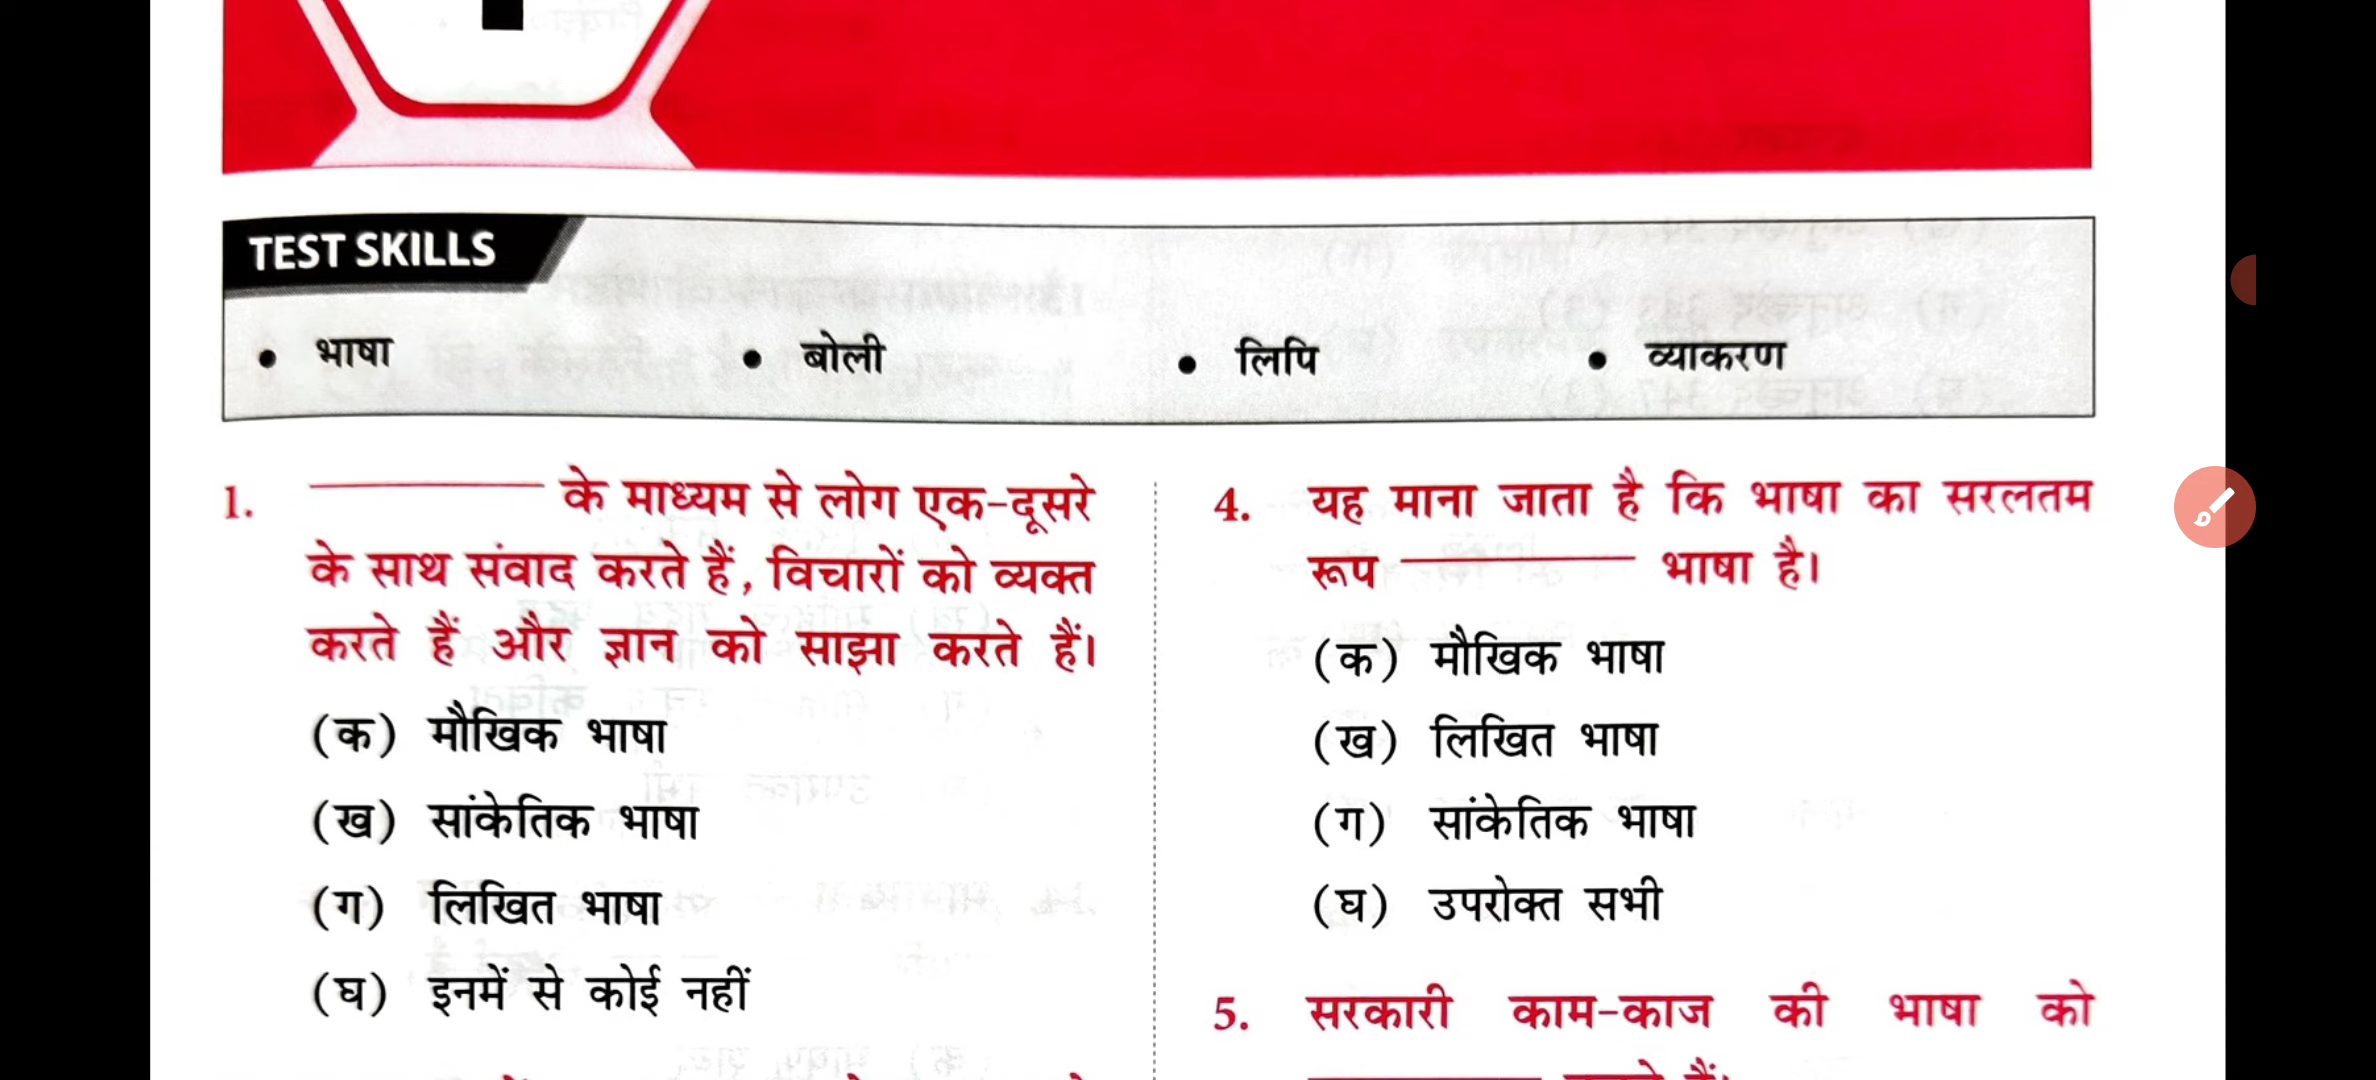 TEST SKILLS
• भाषा • बोली • लिपि • व्याकरण
1. ________ के माध्यम से लोग एक-दूसरे
के साथ संवाद करते हैं, विचारों को व्यक्त
करते हैं और ज्ञान को साझा करते हैं।
(क) मौखिक भाषा
(ख) सांकेतिक भाषा
(ग) लिखित भाषा
(घ) इनमें से कोई नहीं
4. यह माना जाता है कि भाषा का सरलतम
रूप ________ भाषा है।
(क) मौखिक भाषा
(ख) लिखित भाषा
(ग) सांकेतिक भाषा
(घ) उपरोक्त सभी
5. सरकारी काम-काज की भाषा को